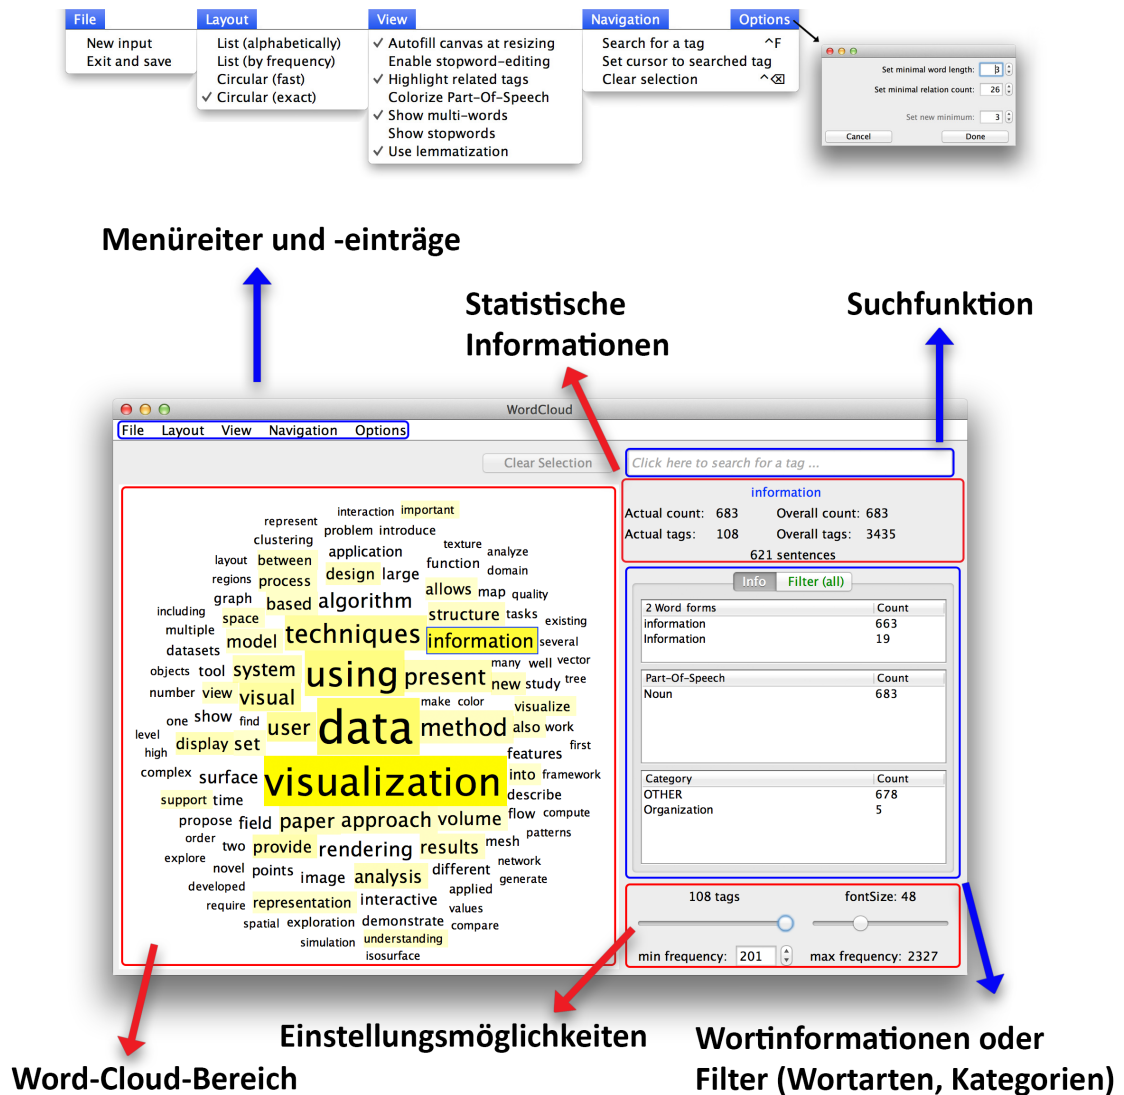 File
New input
Exit and save
Layout
List (alphabetically)
List (by frequency)
Circular (fast)
✓ Circular (exact)
View
✓ Autofill canvas at resizing
Enable stopword-editing
✓ Highlight related tags
Colorize Part-Of-Speech
✓ Show multi-words
Show stopwords
✓ Use lemmatization
Navigation
Search for a tag ^F
Set cursor to searched tag
Clear selection ^⌫
Options
Set minimal word length: 3
Set minimal relation count: 26
Set new minimum: 3
Cancel Done
Menüreiter und -einträge
Statistische
Informationen
Suchfunktion
WordCloud
File Layout View Navigation Options
Clear Selection
Click here to search for a tag ...
interaction important
represent
problem introduce
clustering
texture
application
analyze
layout between
function
domain
regions process
design large
allows map quality
graph based algorithm
including
space
structure tasks
existing
multiple
model techniques information several
datasets
many well vector
objects tool system using present
new study tree
number view visual
make color
visualize
one show find
user data method also work
level
display set
first
high
features
complex surface visualization into framework
describe
support time
flow compute
propose field paper approach volume
patterns
order
two provide rendering results mesh
explore
network
novel points image analysis different
generate
developed
applied
require representation interactive
values
spatial exploration demonstrate compare
simulation understanding
isosurface
information
Actual count: 683 Overall count: 683
Actual tags: 108 Overall tags: 3435
621 sentences
Info Filter (all)
2 Word forms Count
information 663
Information 19
Part-Of-Speech Count
Noun 683
Category Count
OTHER 678
Organization 5
108 tags fontSize: 48
min frequency: 201 max frequency: 2327
Einstellungsmöglichkeiten
Wortinformationen oder
Filter (Wortarten, Kategorien)
Word-Cloud-Bereich